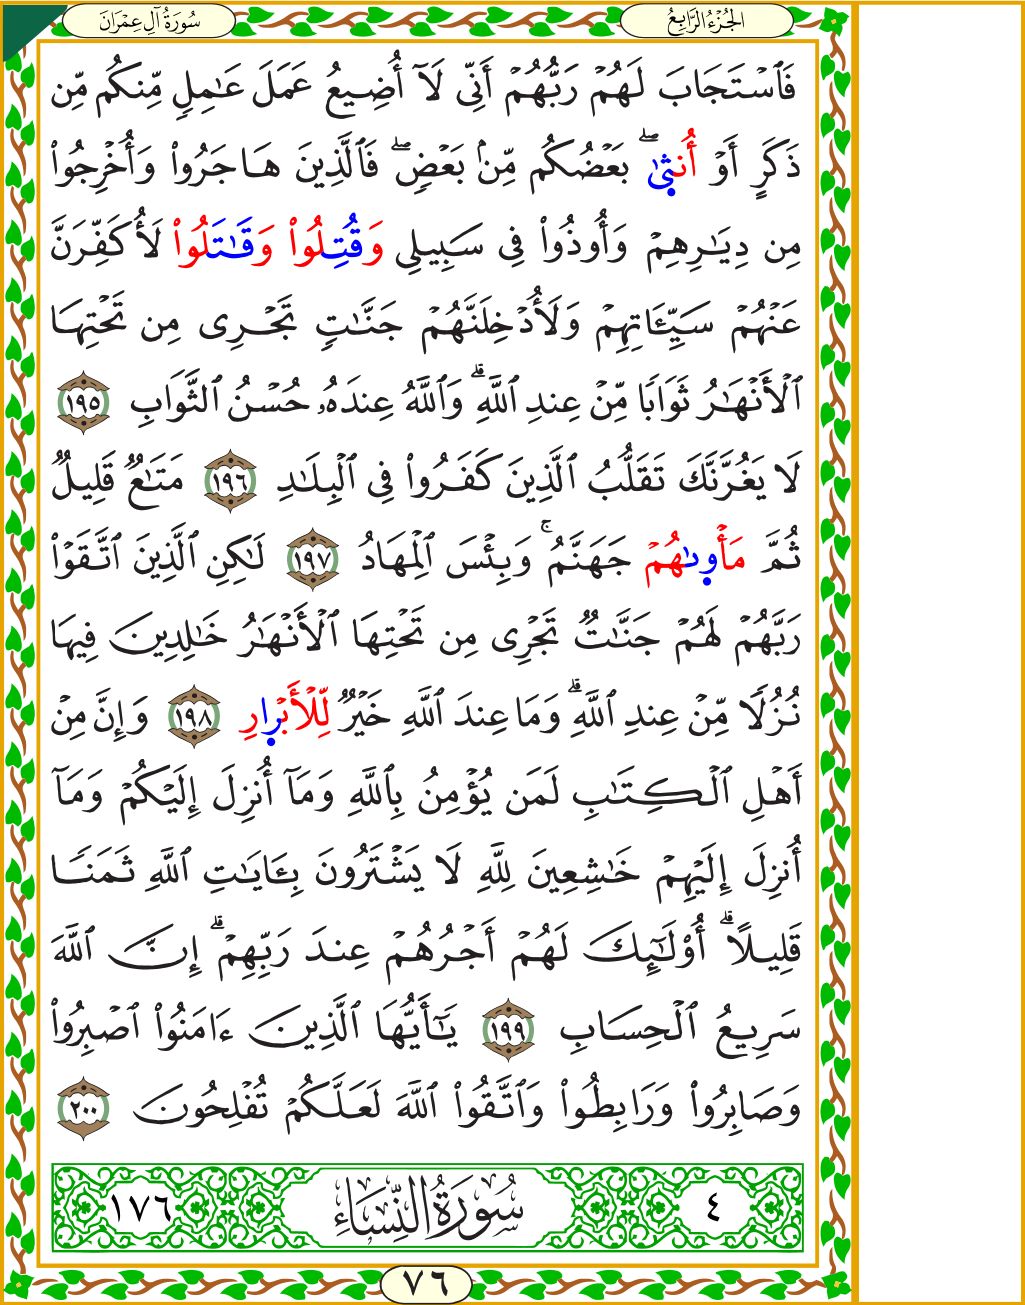 سُورَةُ آلِ عِمْرَان
الجُزْءُ الرَّابِعُ
فَٱسْتَجَابَ لَهُمْ رَبُّهُمْ أَنِّى لَآ أُضِيعُ عَمَلَ عَـٰمِلٍ مِّنكُم مِّن
ذَكَرٍ أَوْ أُنثَىٰ ۖ بَعْضُكُم مِّنۢ بَعْضٍ ۖ فَٱلَّذِينَ هَاجَرُوا۟ وَأُخْرِجُوا۟
مِن دِيَـٰرِهِمْ وَأُوذُوا۟ فِى سَبِيلِى وَقُتِلُوا۟ وَقَـٰتَلُوا۟ لَأُكَفِّرَنَّ
عَنْهُمْ سَيِّـَٔاتِهِمْ وَلَأُدْخِلَنَّهُمْ جَنَّـٰتٍ تَجْرِى مِن تَحْتِهَا
ٱلْأَنْهَـٰرُ ثَوَابًا مِّنْ عِندِ ٱللَّهِ ۗ وَٱللَّهُ عِندَهُۥ حُسْنُ ٱلثَّوَابِ ١٩٥
لَا يَغُرَّنَّكَ تَقَلُّبُ ٱلَّذِينَ كَفَرُوا۟ فِى ٱلْبِلَـٰدِ ١٩٦ مَتَـٰعٌ قَلِيلٌ
ثُمَّ مَأْوَىٰهُمْ جَهَنَّمُ ۚ وَبِئْسَ ٱلْمِهَادُ ١٩٧ لَـٰكِنِ ٱلَّذِينَ ٱتَّقَوْا۟
رَبَّهُمْ لَهُمْ جَنَّـٰتٌ تَجْرِى مِن تَحْتِهَا ٱلْأَنْهَـٰرُ خَـٰلِدِينَ فِيهَا
نُزُلًا مِّنْ عِندِ ٱللَّهِ ۗ وَمَا عِندَ ٱللَّهِ خَيْرٌ لِّلْأَبْرَارِ ١٩٨ وَإِنَّ مِنْ
أَهْلِ ٱلْكِتَـٰبِ لَمَن يُؤْمِنُ بِٱللَّهِ وَمَآ أُنزِلَ إِلَيْكُمْ وَمَآ
أُنزِلَ إِلَيْهِمْ خَـٰشِعِينَ لِلَّهِ لَا يَشْتَرُونَ بِـَٔايَـٰتِ ٱللَّهِ ثَمَنًا
قَلِيلًا ۗ أُو۟لَـٰٓئِكَ لَهُمْ أَجْرُهُمْ عِندَ رَبِّهِمْ ۗ إِنَّ ٱللَّهَ
سَرِيعُ ٱلْحِسَابِ ١٩٩ يَـٰٓأَيُّهَا ٱلَّذِينَ ءَامَنُوا۟ ٱصْبِرُوا۟
وَصَابِرُوا۟ وَرَابِطُوا۟ وَٱتَّقُوا۟ ٱللَّهَ لَعَلَّكُمْ تُفْلِحُونَ ٢٠٠
٤ سُورَةُ النِّسَاءِ ١٧٦
٧٦